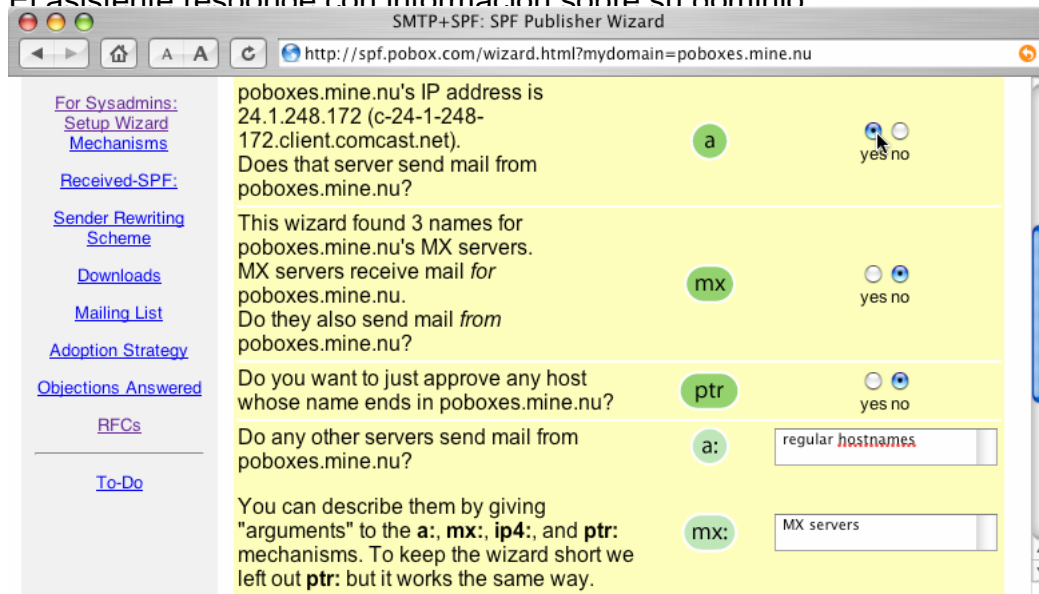 El asistente responde con información sobre su dominio
SMTP+SPF: SPF Publisher Wizard
A A
http://spf.pobox.com/wizard.html?mydomain=poboxes.mine.nu
For Sysadmins:
Setup Wizard
Mechanisms
Received-SPF:
Sender Rewriting
Scheme
Downloads
Mailing List
Adoption Strategy
Objections Answered
RFCs
To-Do
poboxes.mine.nu's IP address is
24.1.248.172 (c-24-1-248-
172.client.comcast.net).
Does that server send mail from
poboxes.mine.nu?
a
yes no
This wizard found 3 names for
poboxes.mine.nu's MX servers.
MX servers receive mail for
poboxes.mine.nu.
Do they also send mail from
poboxes.mine.nu?
mx
yes no
Do you want to just approve any host
whose name ends in poboxes.mine.nu?
ptr
yes no
Do any other servers send mail from
poboxes.mine.nu?
a:
regular hostnames
You can describe them by giving
"arguments" to the a:, mx:, ip4:, and ptr:
mechanisms. To keep the wizard short we
left out ptr: but it works the same way.
mx:
MX servers